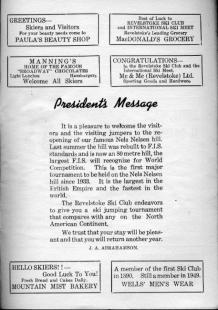 GREETINGS—
Skiers and Visitors
For your beauty needs come to
PAULA'S BEAUTY SHOP
Best of Luck to
REVELSTOKE SKI CLUB
and INTERNATIONAL SKI MEET
Revelstoke's Leading Grocery
MacDONALD'S GROCERY
MANNING'S
HOME OF THE FAMOUS
"BROADWAY" CHOCOLATES
Light Lunches Hamburgers
Welcome All Skiers
CONGRATULATIONS—
to the Revelstoke Ski Club and the
International Ski Meet
Mc & Mc (Revelstoke) Ltd.
Sporting Goods and Hardware
President's Message
It is a pleasure to welcome the visit-
ors and the visiting jumpers to the re-
opening of our famous Nels Nelsen hill.
Last summer the hill was rebuilt to F.I.S.
standards and is now an 80 metre hill, the
largest F.I.S. will recognize for World
Competition. This is the first major
tournament to be held on the Nels Nelsen
hill since 1933. It is the largest in the
British Empire and the fastest in the
world.
The Revelstoke Ski Club endeavors
to give you a ski jumping tournament
that compares with any on the North
American Continent.
We trust that your stay will be pleas-
ant and that you will return another year.
J. A. ABRAHAMSON.
HELLO SKIERS!!—
Good Luck To You!
Fresh Bread and Cakes Daily.
MOUNTAIN MIST BAKERY
A member of the first Ski Club
in 1890. Still a member in 1949.
WELLS' MEN'S WEAR